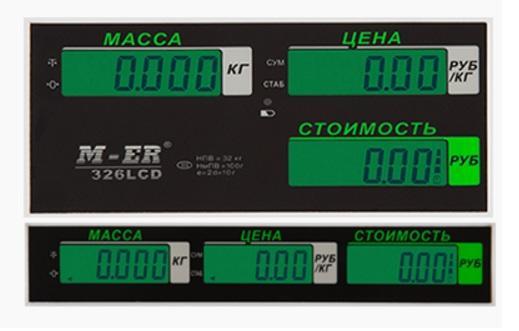 МАССА ЦЕНА
0.000 КГ СУМ 0.00 РУБ/КГ
СТАБ
СТОИМОСТЬ
M-ER® НПВ = 32 кг 0.00 РУБ
326LCD НмПВ = 100г
e=2d=10г
МАССА ЦЕНА СТОИМОСТЬ
0.000 КГ СУМ 0.00 РУБ/КГ 0.00 РУБ
СТАБ